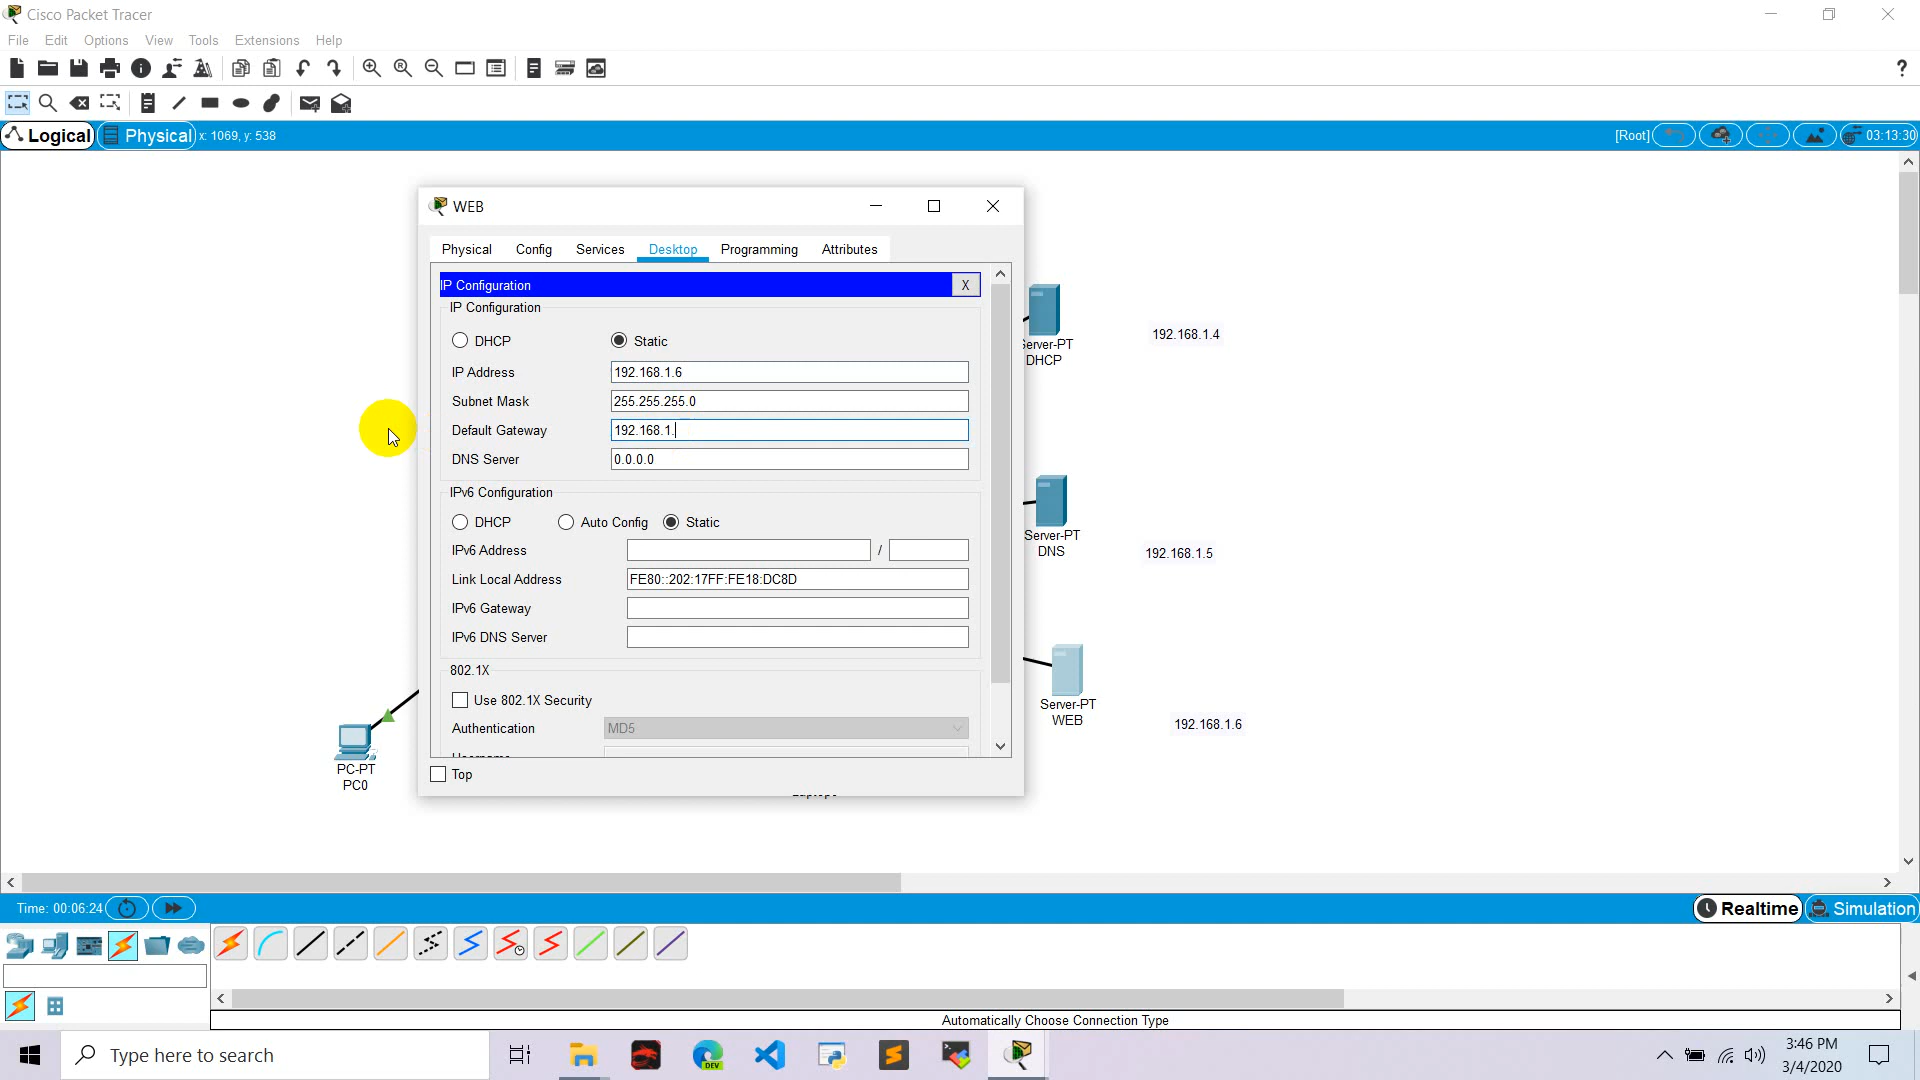 Cisco Packet Tracer
File Edit Options View Tools Extensions Help
?
Logical Physical x: 1069, y: 538 [Root] 03:13:30
WEB
Physical Config Services Desktop Programming Attributes
IP Configuration X
IP Configuration
DHCP Static
IP Address 192.168.1.6
Subnet Mask 255.255.255.0
Default Gateway 192.168.1.
DNS Server 0.0.0.0
IPv6 Configuration
DHCP Auto Config Static
IPv6 Address /
Link Local Address FE80::202:17FF:FE18:DC8D
IPv6 Gateway
IPv6 DNS Server
802.1X
Use 802.1X Security
Authentication MD5
Top
Server-PT
DHCP
192.168.1.4
Server-PT
DNS
192.168.1.5
Server-PT
WEB
192.168.1.6
PC-PT
PC0
Time: 00:06:24 Realtime Simulation
Automatically Choose Connection Type
Type here to search
DEV
3:46 PM
3/4/2020